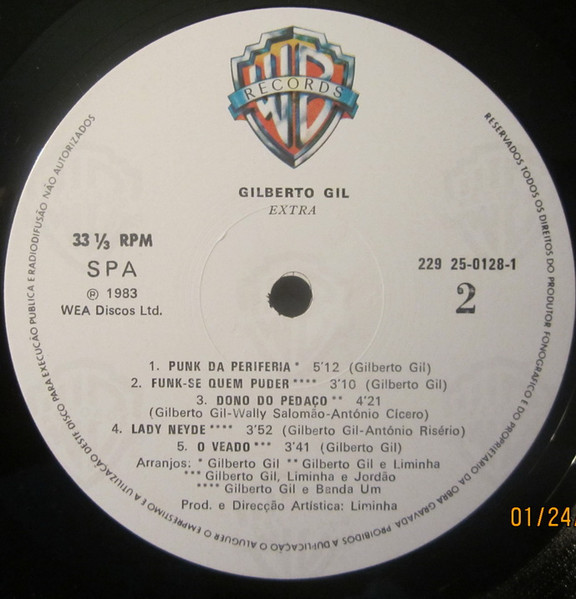 WB
RECORDS
GILBERTO GIL
EXTRA
33 1/3 RPM
SPA
℗ 1983
WEA Discos Ltd.
229 25-0128-1
2
1. PUNK DA PERIFERIA * 5'12 (Gilberto Gil)
2. FUNK-SE QUEM PUDER **** 3'10 (Gilberto Gil)
3. DONO DO PEDAÇO ** 4'21
(Gilberto Gil-Wally Salomão-António Cícero)
4. LADY NEYDE **** 3'52 (Gilberto Gil-António Risério)
5. O VEADO *** 3'41 (Gilberto Gil)
Arranjos: * Gilberto Gil ** Gilberto Gil e Liminha
*** Gilberto Gil, Liminha e Jordão
**** Gilberto Gil e Banda Um
Prod. e Direcção Artística: Liminha
RESERVADOS TODOS OS DIREITOS DO PRODUTOR FONOGRÁFICO E DO PROPRIETÁRIO DA OBRA GRAVADA PROIBIDOS A DUPLICAÇÃO O ALUGUER O EMPRÉSTIMO E A UTILIZAÇÃO DESTE DISCO PARA EXECUÇÃO PUBLICA E RADIODIFUSÃO NÃO AUTORIZADOS
01/24/